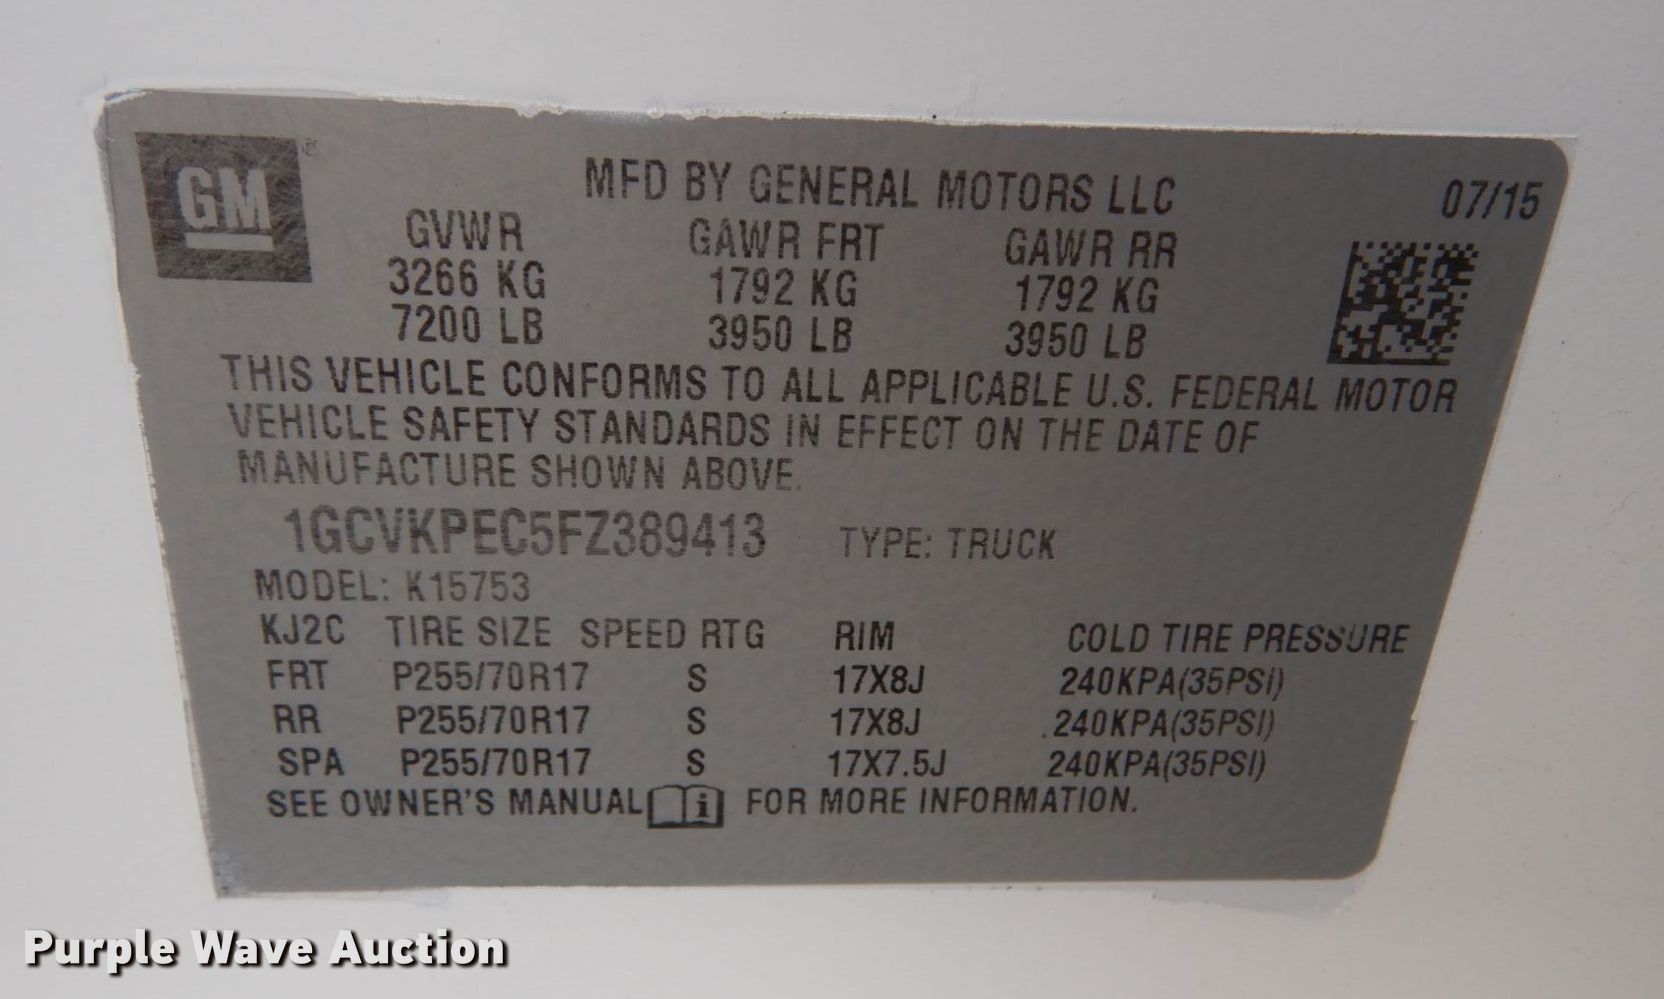 GM
MFD BY GENERAL MOTORS LLC 07/15
GVWR GAWR FRT GAWR RR
3266 KG 1792 KG 1792 KG
7200 LB 3950 LB 3950 LB
THIS VEHICLE CONFORMS TO ALL APPLICABLE U.S. FEDERAL MOTOR
VEHICLE SAFETY STANDARDS IN EFFECT ON THE DATE OF
MANUFACTURE SHOWN ABOVE.
1GCVKPEC5FZ389413 TYPE: TRUCK
MODEL: K15753
KJ2C TIRE SIZE SPEED RTG RIM COLD TIRE PRESSURE
FRT P255/70R17 S 17X8J 240KPA(35PSI)
RR P255/70R17 S 17X8J 240KPA(35PSI)
SPA P255/70R17 S 17X7.5J 240KPA(35PSI)
SEE OWNER'S MANUAL i FOR MORE INFORMATION.
Purple Wave Auction